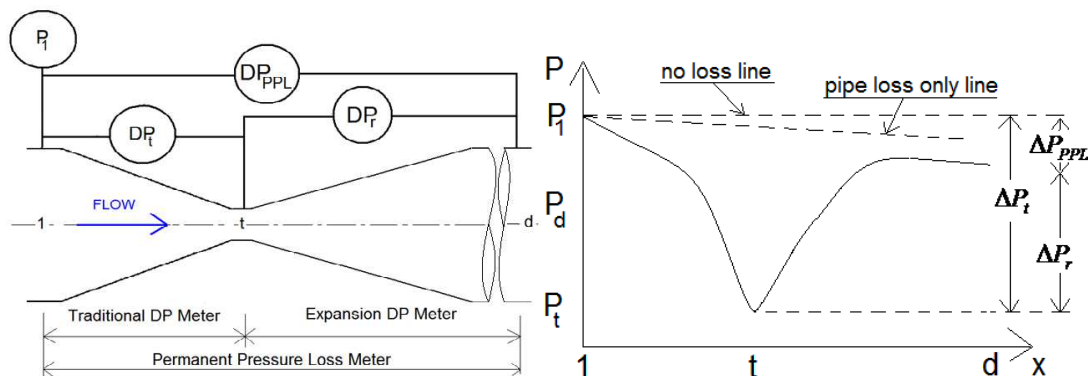 P1
DPPPL
DPt
DPr
FLOW
1
t
d
Traditional DP Meter
Expansion DP Meter
Permanent Pressure Loss Meter
P
no loss line
pipe loss only line
P1
ΔPPPL
ΔPt
Pd
ΔPr
Pt
1
t
d
x